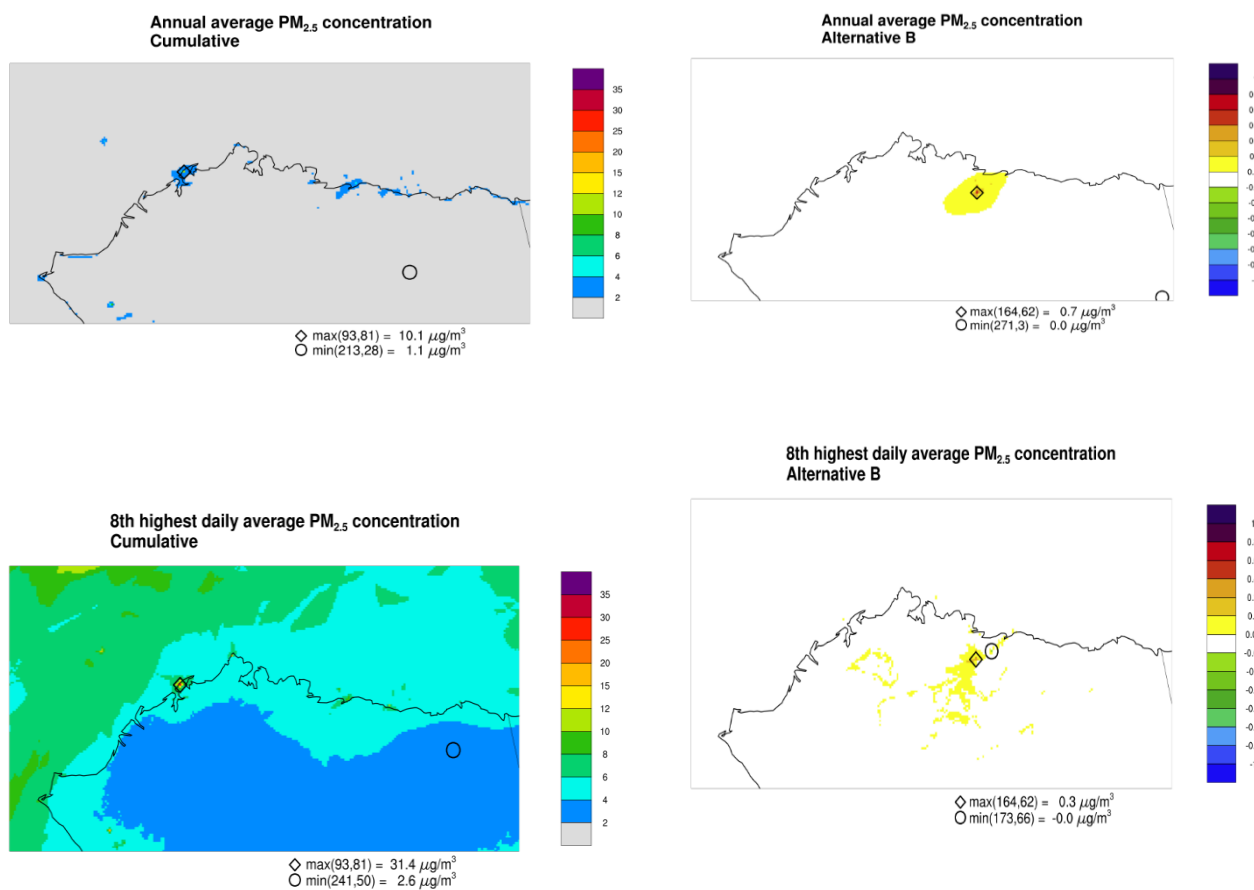 Annual average PM2.5 concentration
Cumulative
35
30
25
20
15
12
10
8
6
4
2
max(93,81) = 10.1 μg/m³
min(213,28) = 1.1 μg/m³
Annual average PM2.5 concentration
Alternative B
max(164,62) = 0.7 μg/m³
min(271,3) = 0.0 μg/m³
8th highest daily average PM2.5 concentration
Cumulative
35
30
25
20
15
12
10
8
6
4
2
max(93,81) = 31.4 μg/m³
min(241,50) = 2.6 μg/m³
8th highest daily average PM2.5 concentration
Alternative B
max(164,62) = 0.3 μg/m³
min(173,66) = -0.0 μg/m³